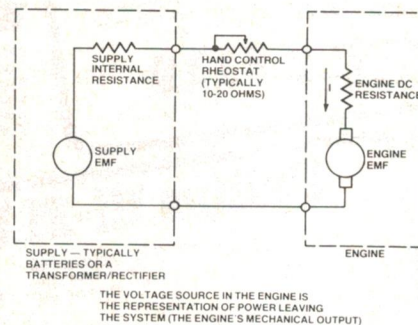 SUPPLY
INTERNAL
RESISTANCE
HAND CONTROL
RHEOSTAT
(TYPICALLY
10-20 OHMS)
I
ENGINE DC
RESISTANCE
SUPPLY
EMF
ENGINE
EMF
SUPPLY — TYPICALLY
BATTERIES OR A
TRANSFORMER/RECTIFIER
ENGINE
THE VOLTAGE SOURCE IN THE ENGINE IS
THE REPRESENTATION OF POWER LEAVING
THE SYSTEM (THE ENGINE'S MECHANICAL OUTPUT)